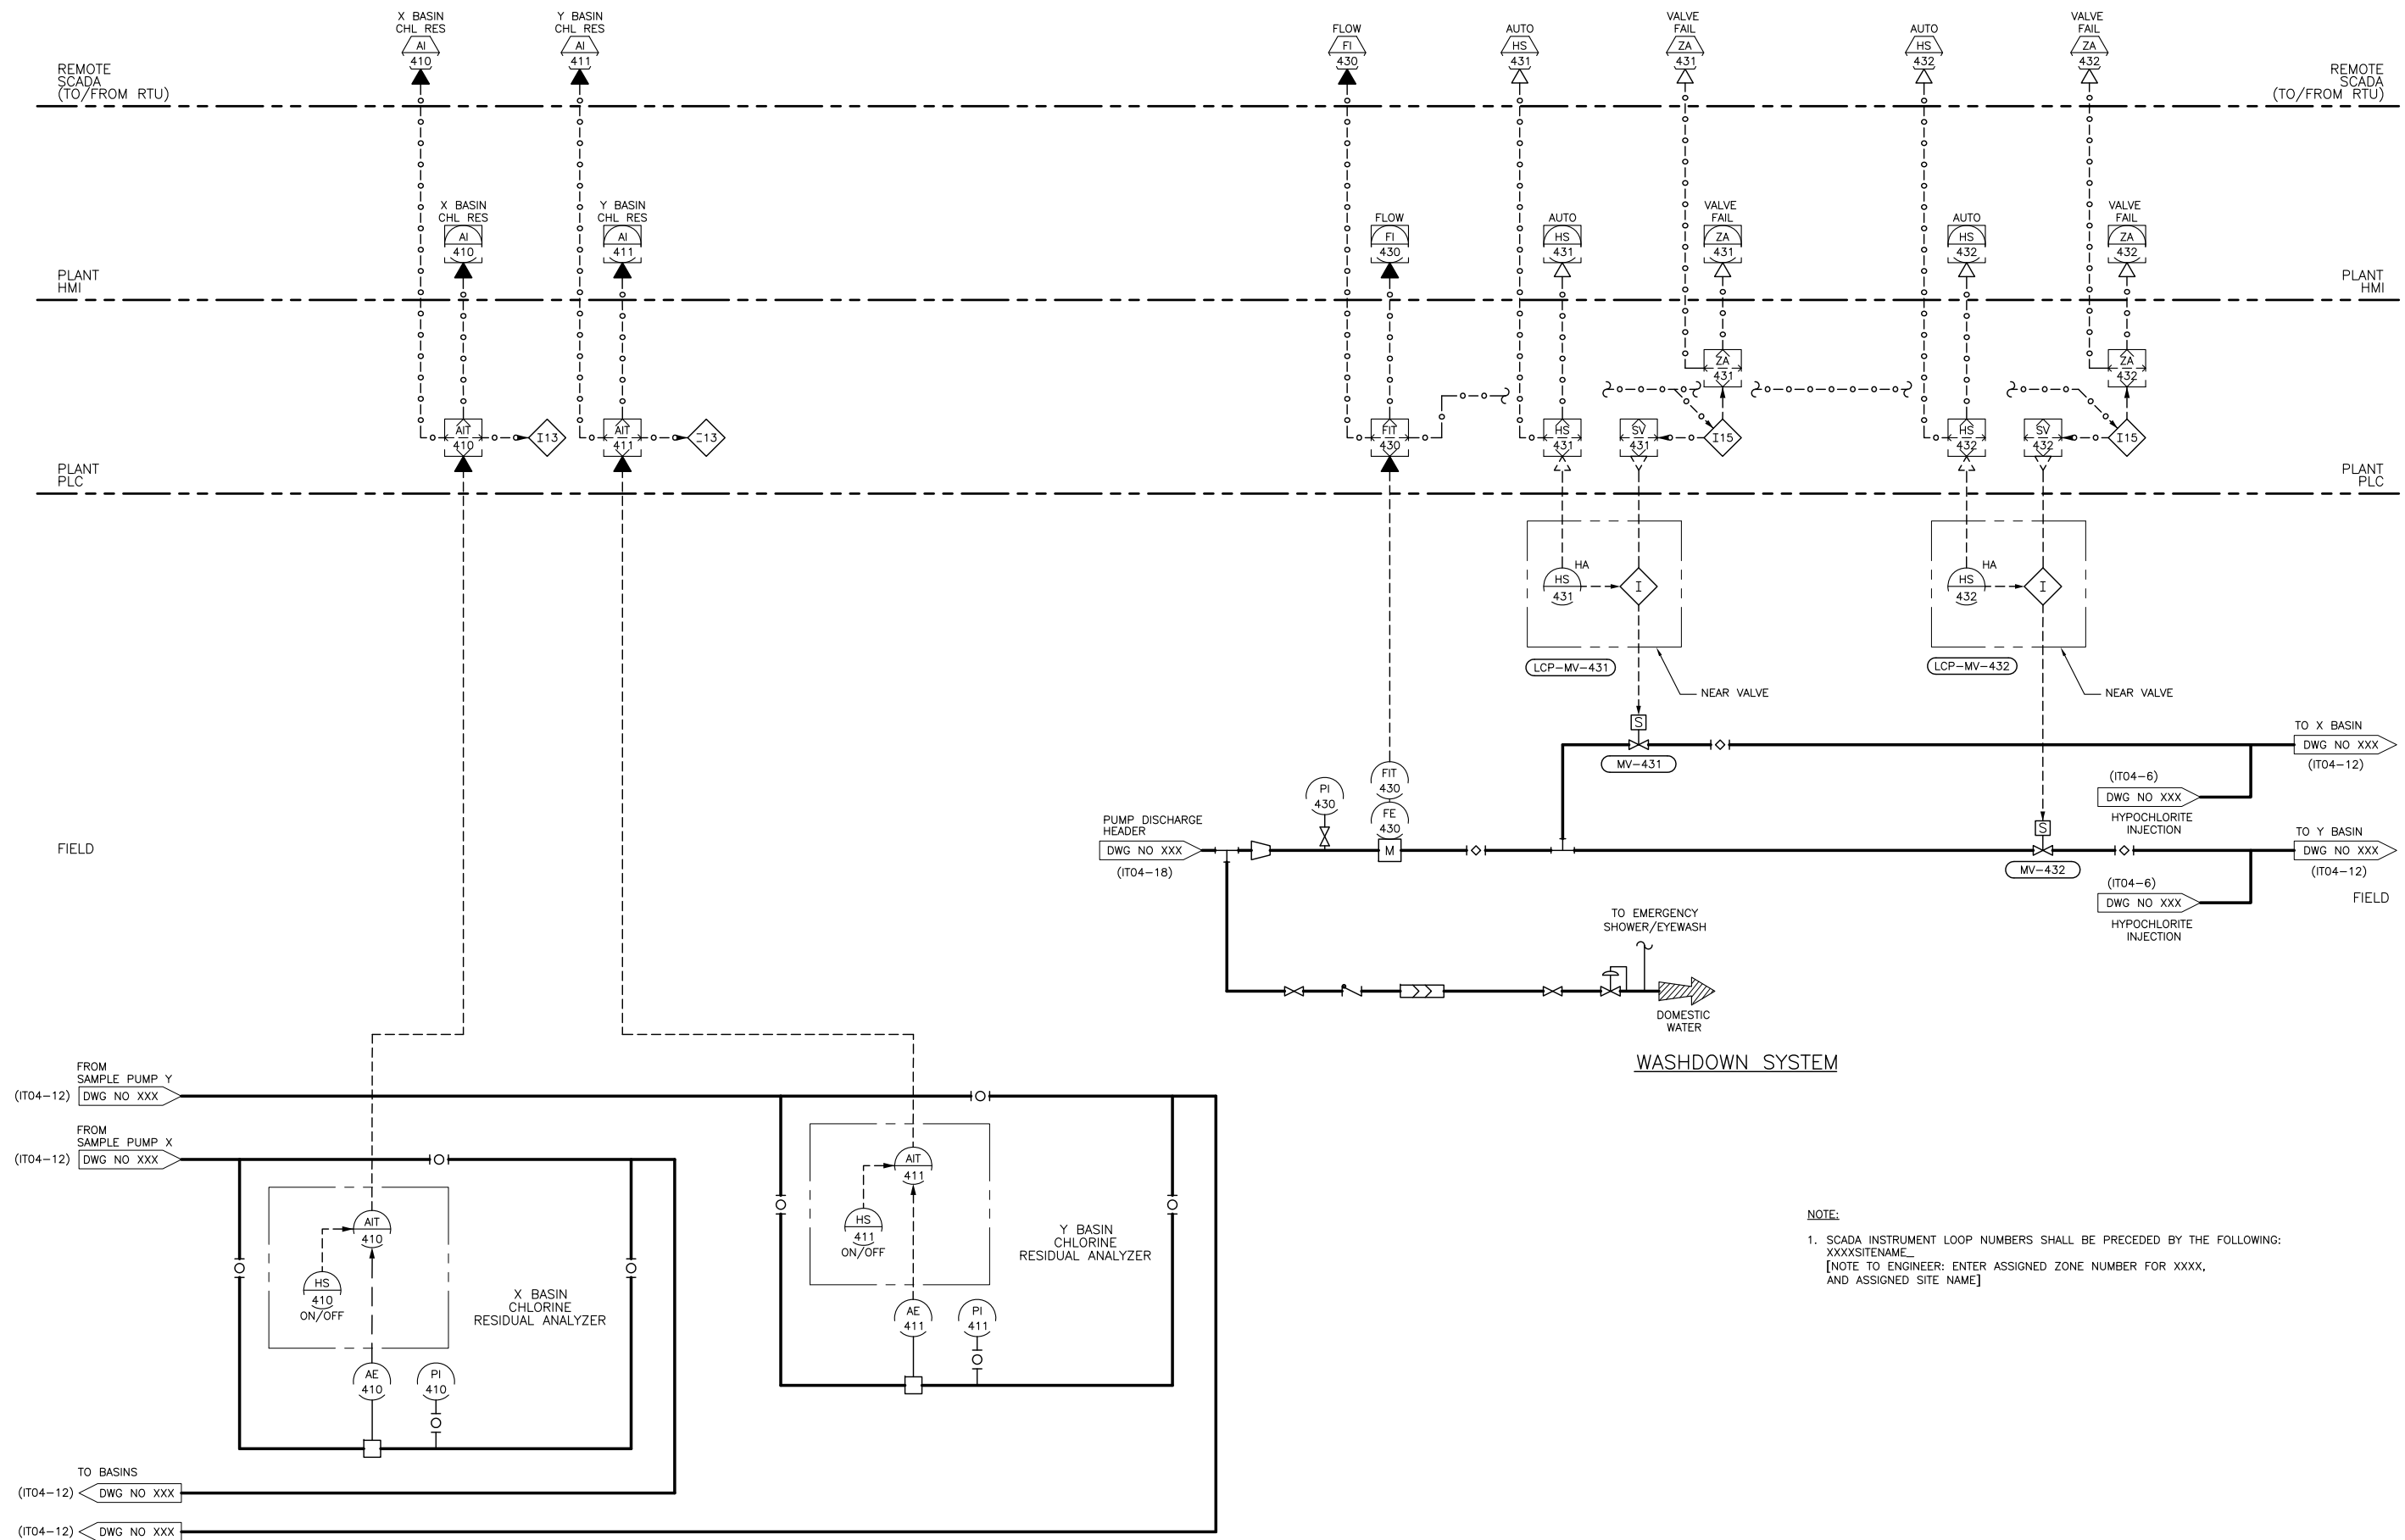 X BASIN
CHL RES
AI
410
Y BASIN
CHL RES
AI
411
FLOW
FI
430
AUTO
HS
431
VALVE
FAIL
ZA
431
AUTO
HS
432
VALVE
FAIL
ZA
432
REMOTE
SCADA
(TO/FROM RTU)
REMOTE
SCADA
(TO/FROM RTU)
X BASIN
CHL RES
AI
410
Y BASIN
CHL RES
AI
411
FLOW
FI
430
AUTO
HS
431
VALVE
FAIL
ZA
431
AUTO
HS
432
VALVE
FAIL
ZA
432
PLANT
HMI
PLANT
HMI
ZA
431
ZA
432
AIT
410
I13
AIT
411
I13
FIT
430
HS
431
SV
431
I15
HS
432
SV
432
I15
PLANT
PLC
PLANT
PLC
HS
431
HA
I
HS
432
HA
I
LCP-MV-431
NEAR VALVE
LCP-MV-432
NEAR VALVE
S
MV-431
TO X BASIN
DWG NO XXX
(IT04-12)
(IT04-6)
DWG NO XXX
HYPOCHLORITE
INJECTION
FIELD
PUMP DISCHARGE
HEADER
DWG NO XXX
(IT04-18)
PI
430
FIT
430
FE
430
M
S
MV-432
TO Y BASIN
DWG NO XXX
(IT04-12)
(IT04-6)
DWG NO XXX
HYPOCHLORITE
INJECTION
FIELD
TO EMERGENCY
SHOWER/EYEWASH
DOMESTIC
WATER
WASHDOWN SYSTEM
FROM
SAMPLE PUMP Y
(IT04-12) DWG NO XXX
FROM
SAMPLE PUMP X
(IT04-12) DWG NO XXX
AIT
410
HS
410
ON/OFF
X BASIN
CHLORINE
RESIDUAL ANALYZER
AE
410
PI
410
AIT
411
HS
411
ON/OFF
Y BASIN
CHLORINE
RESIDUAL ANALYZER
AE
411
PI
411
TO BASINS
(IT04-12) DWG NO XXX
(IT04-12) DWG NO XXX
NOTE:
1. SCADA INSTRUMENT LOOP NUMBERS SHALL BE PRECEDED BY THE FOLLOWING:
XXXXSITENAME_
[NOTE TO ENGINEER: ENTER ASSIGNED ZONE NUMBER FOR XXXX,
AND ASSIGNED SITE NAME]